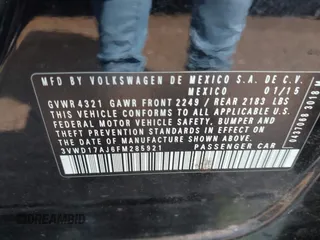 MFD. BY VOLKSWAGEN DE MEXICO S.A. DE C.V.
01/15
GVWR 4321 GAWR FRONT 2249 / REAR 2183 LBS
THIS VEHICLE CONFORMS TO ALL APPLICABLE U.S.
FEDERAL MOTOR VEHICLE SAFETY, BUMPER, AND
THEFT PREVENTION STANDARDS IN EFFECT ON THE
DATE OF MANUFACTURE SHOWN ABOVE
3VWD17AJ6FM285921 PASSENGER CAR
BIDAWARD